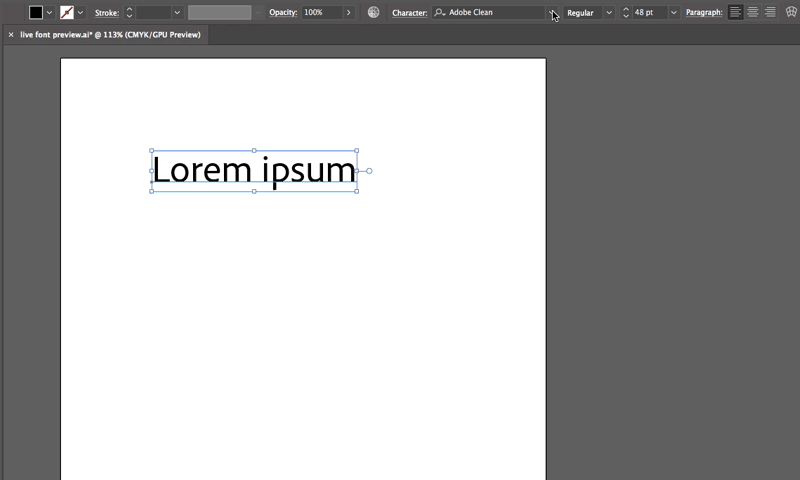 Stroke: Opacity: 100% Character: Adobe Clean Regular 48 pt Paragraph:
× live font preview.ai* @ 113% (CMYK/GPU Preview)
Lorem ipsum